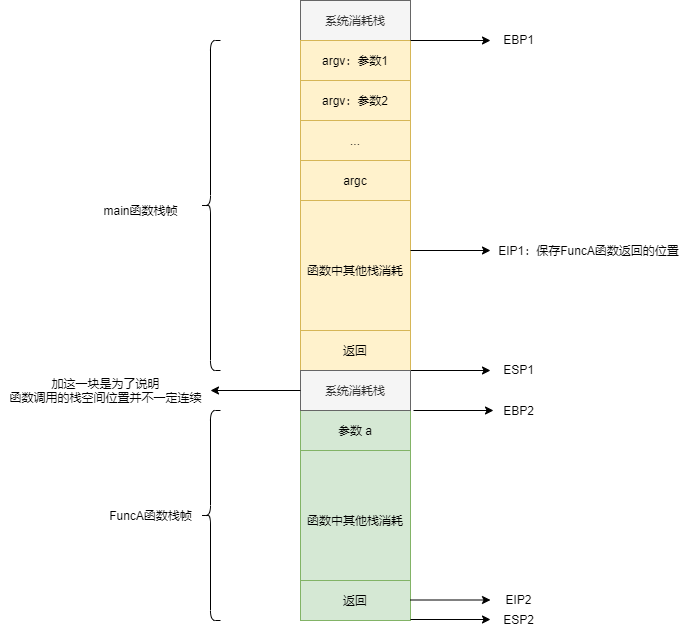 系统消耗栈
EBP1
argv：参数1
argv：参数2
...
argc
main函数栈帧
EIP1：保存FuncA函数返回的位置
函数中其他栈消耗
返回
ESP1
加这一块是为了说明
函数调用的栈空间位置并不一定连续
系统消耗栈
EBP2
参数 a
FuncA函数栈帧
函数中其他栈消耗
返回
EIP2
ESP2